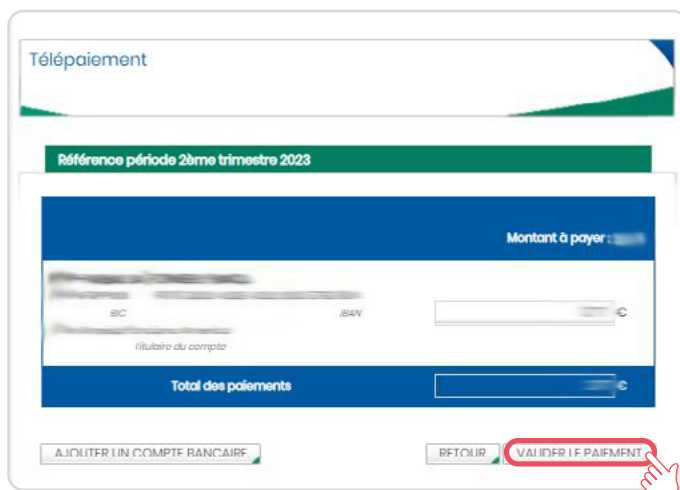 Télépaiement
Référence période 2ème trimestre 2023
Montant à payer :
BIC IBAN
€
Titulaire du compte
Total des paiements €
AJOUTER UN COMPTE BANCAIRE RETOUR VALIDER LE PAIEMENT